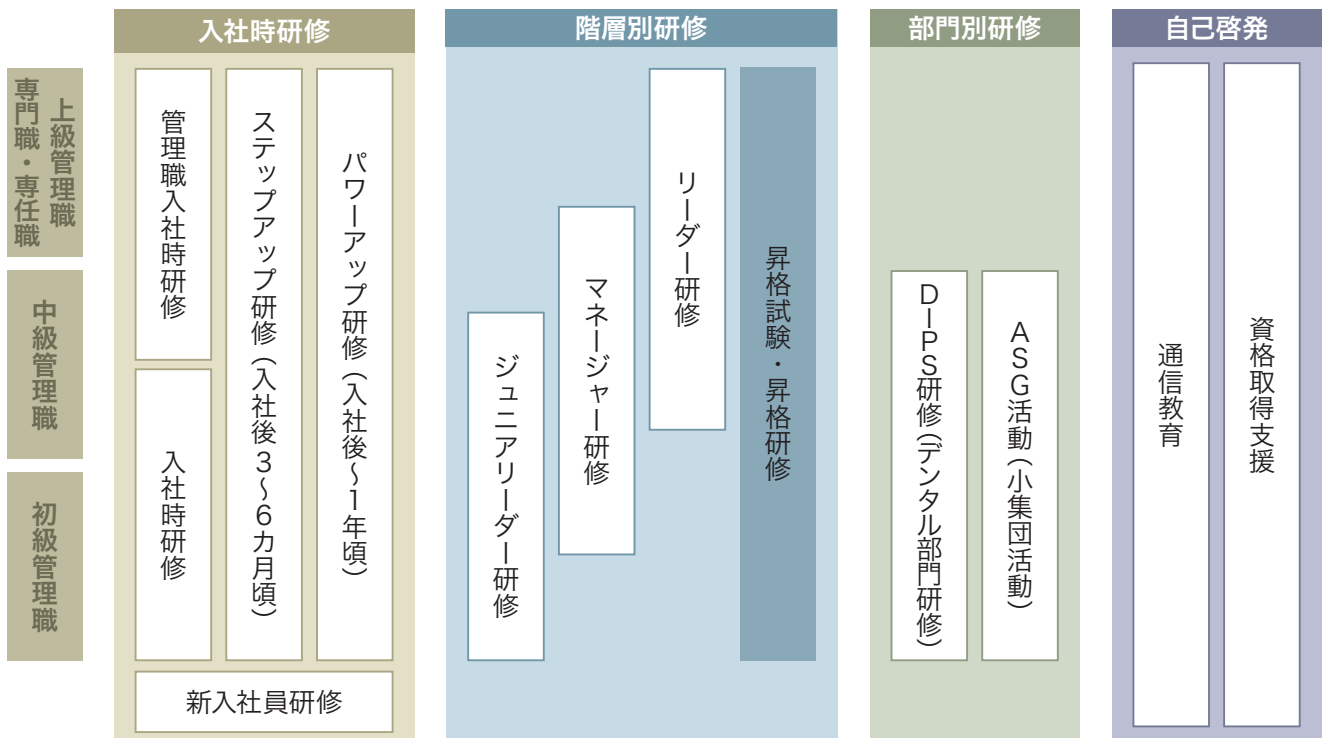 入社時研修
階層別研修
部門別研修
自己啓発
上級管理職
専門職・専任職
中級管理職
初級管理職
管理職入社時研修
入社時研修
ステップアップ研修（入社後3〜6カ月頃）
パワーアップ研修（入社後〜1年頃）
新入社員研修
ジュニアリーダー研修
マネージャー研修
リーダー研修
昇格試験・昇格研修
DIPS研修（デンタル部門研修）
ASG活動（小集団活動）
通信教育
資格取得支援